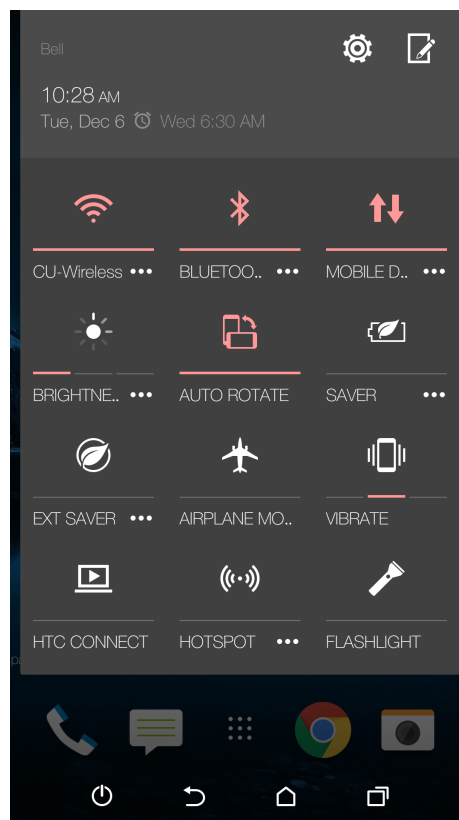 Bell
10:28 AM
Tue, Dec 6 Wed 6:30 AM
CU-Wireless ••• BLUETOO.. ••• MOBILE D.. •••
BRIGHTNE.. ••• AUTO ROTATE SAVER •••
EXT SAVER ••• AIRPLANE MO.. VIBRATE
HTC CONNECT HOTSPOT ••• FLASHLIGHT